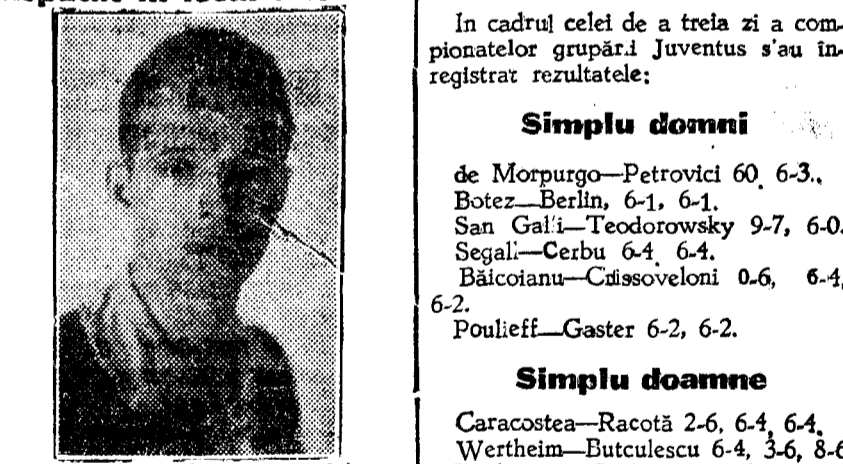 In cadrul celei de a treia zi a com-
pionatelor grupări Juventus s'au în-
registrat rezultatele:
Simplu domni
de Morpurgo—Petrovici 60, 6-3.,
Botez—Berlin, 6-1, 6-1.
San Galli—Teodorowsky 9-7, 6-0.
Segall—Cerbu 6-4, 6-4.
Băicoianu—Crissoveloni 0-6, 6-4,
6-2.
Poulieff—Gaster 6-2, 6-2.
Simplu doamne
Caracostea—Racotă 2-6, 6-4, 6-4.
Wertheim—Butculescu 6-4, 3-6, 8-6